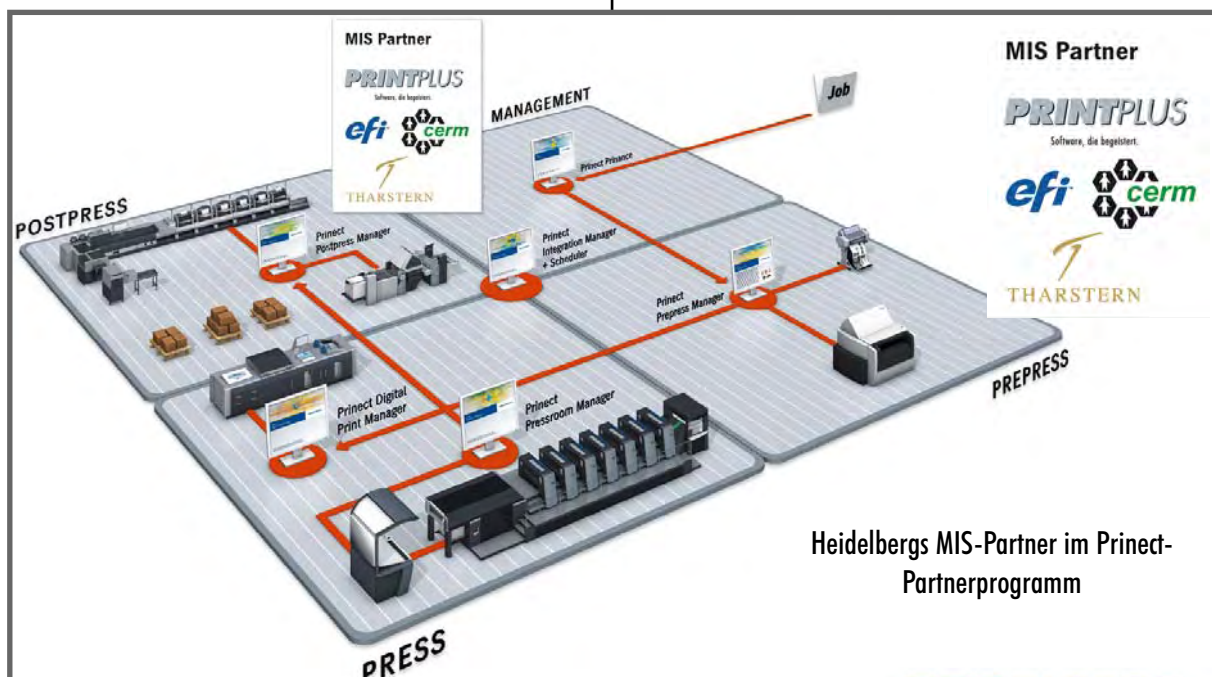 MIS Partner
PRINTPLUS
Software, die begeistert.
efi
cerm
THARSTERN
MANAGEMENT
Job
Prinect Prinance
POSTPRESS
Prinect
Postpress Manager
Prinect
Integration Manager
+ Scheduler
Prinect
Prepress Manager
PREPRESS
Prinect Digital
Print Manager
Prinect
Pressroom Manager
PRESS
MIS Partner
PRINTPLUS
Software, die begeistert.
efi
cerm
THARSTERN
Heidelbergs MIS-Partner im Prinect-
Partnerprogramm